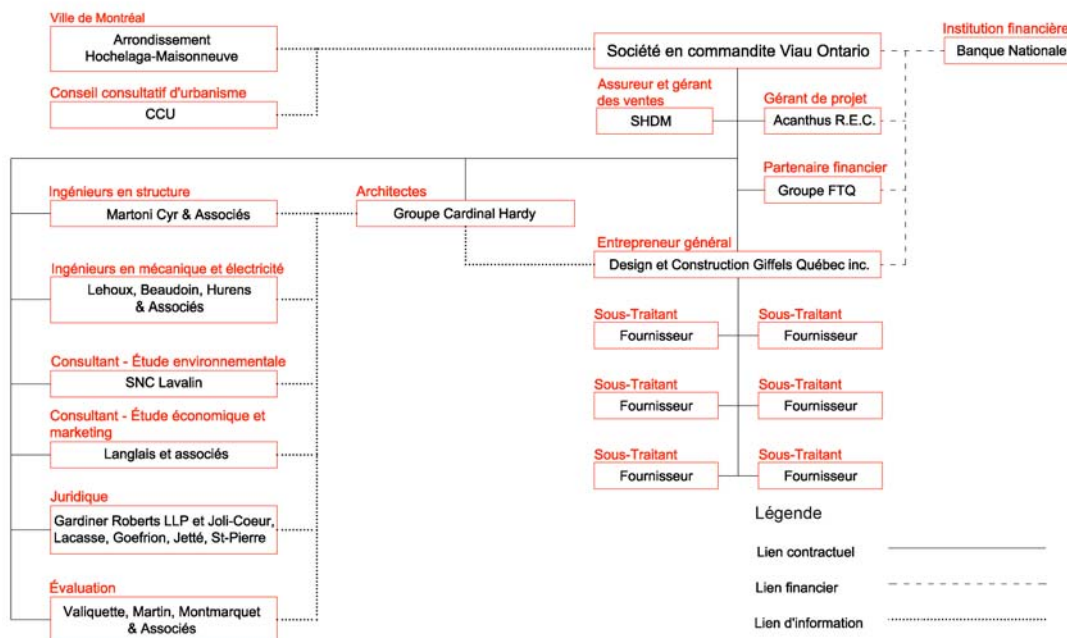 Ville de Montréal
Arrondissement
Hochelaga-Maisonneuve
Conseil consultatif d'urbanisme
CCU
Société en commandite Viau Ontario
Institution financière
Banque Nationale
Assureur et gérant
des ventes
SHDM
Gérant de projet
Acanthus R.E.C.
Partenaire financier
Groupe FTQ
Ingénieurs en structure
Martoni Cyr & Associés
Architectes
Groupe Cardinal Hardy
Entrepreneur général
Design et Construction Giffels Québec inc.
Ingénieurs en mécanique et électricité
Lehoux, Beaudoin, Hurens
& Associés
Consultant - Étude environnementale
SNC Lavalin
Consultant - Étude économique et
marketing
Langlais et associés
Juridique
Gardiner Roberts LLP et Joli-Coeur,
Lacasse, Goefrion, Jetté, St-Pierre
Évaluation
Valiquette, Martin, Montmarquet
& Associés
Sous-Traitant
Fournisseur
Sous-Traitant
Fournisseur
Sous-Traitant
Fournisseur
Sous-Traitant
Fournisseur
Sous-Traitant
Fournisseur
Sous-Traitant
Fournisseur
Légende
Lien contractuel
Lien financier
Lien d'information